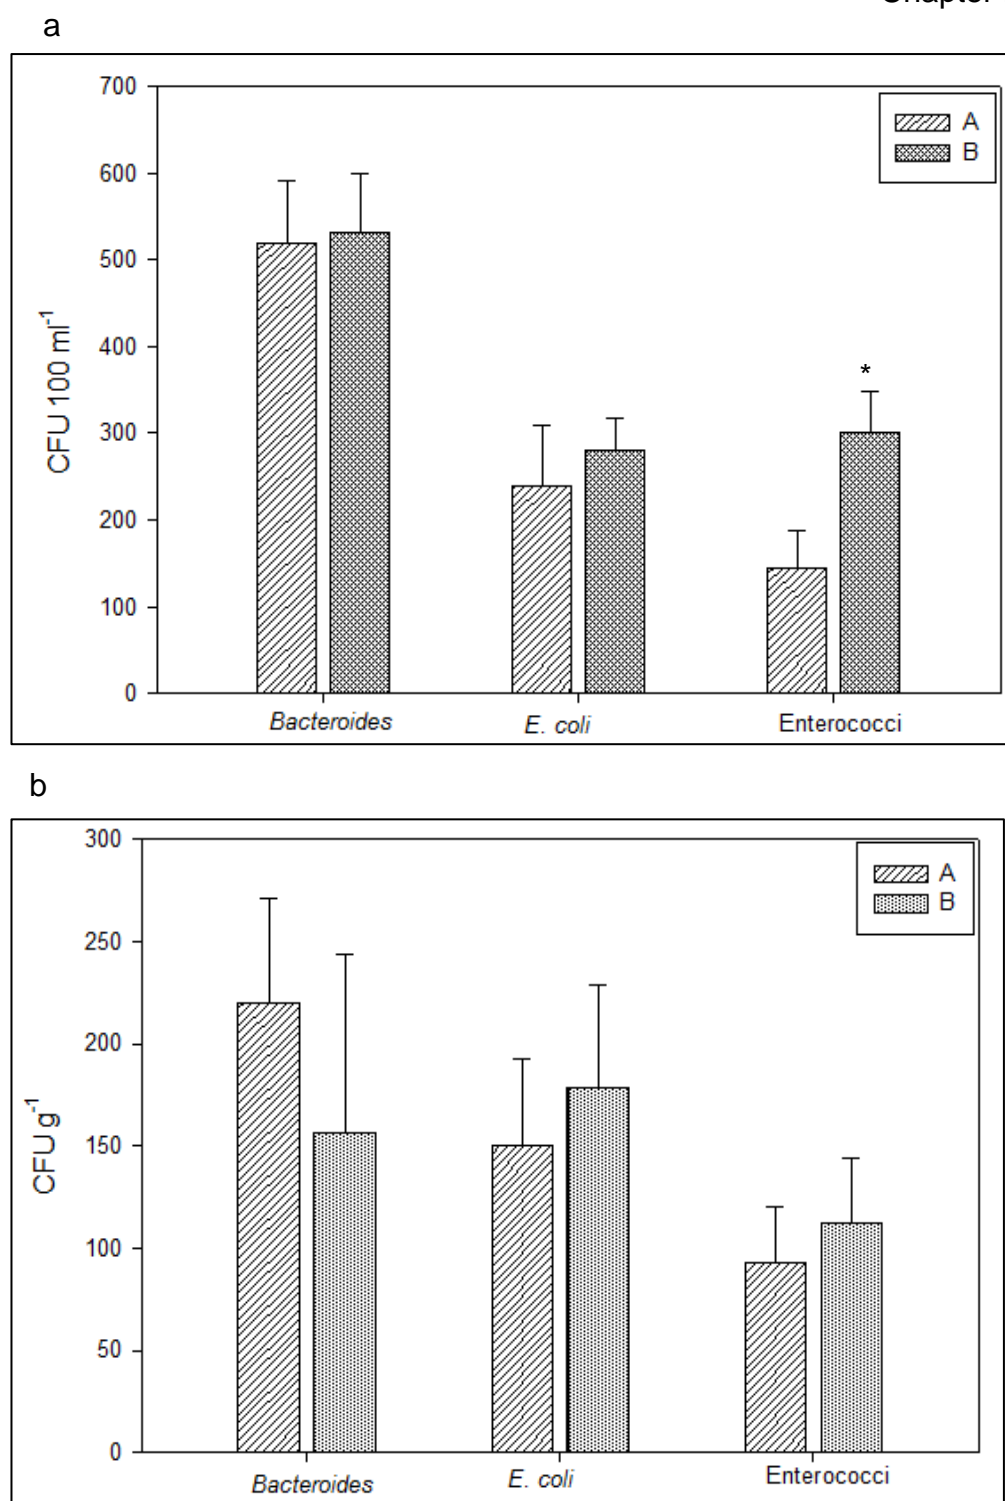 Chapter
a
700
600
500
400
300
200
100
0
CFU 100 ml⁻¹
A
B
*
Bacteroides
E. coli
Enterococci
b
300
250
200
150
100
50
0
CFU g⁻¹
A
B
Bacteroides
E. coli
Enterococci